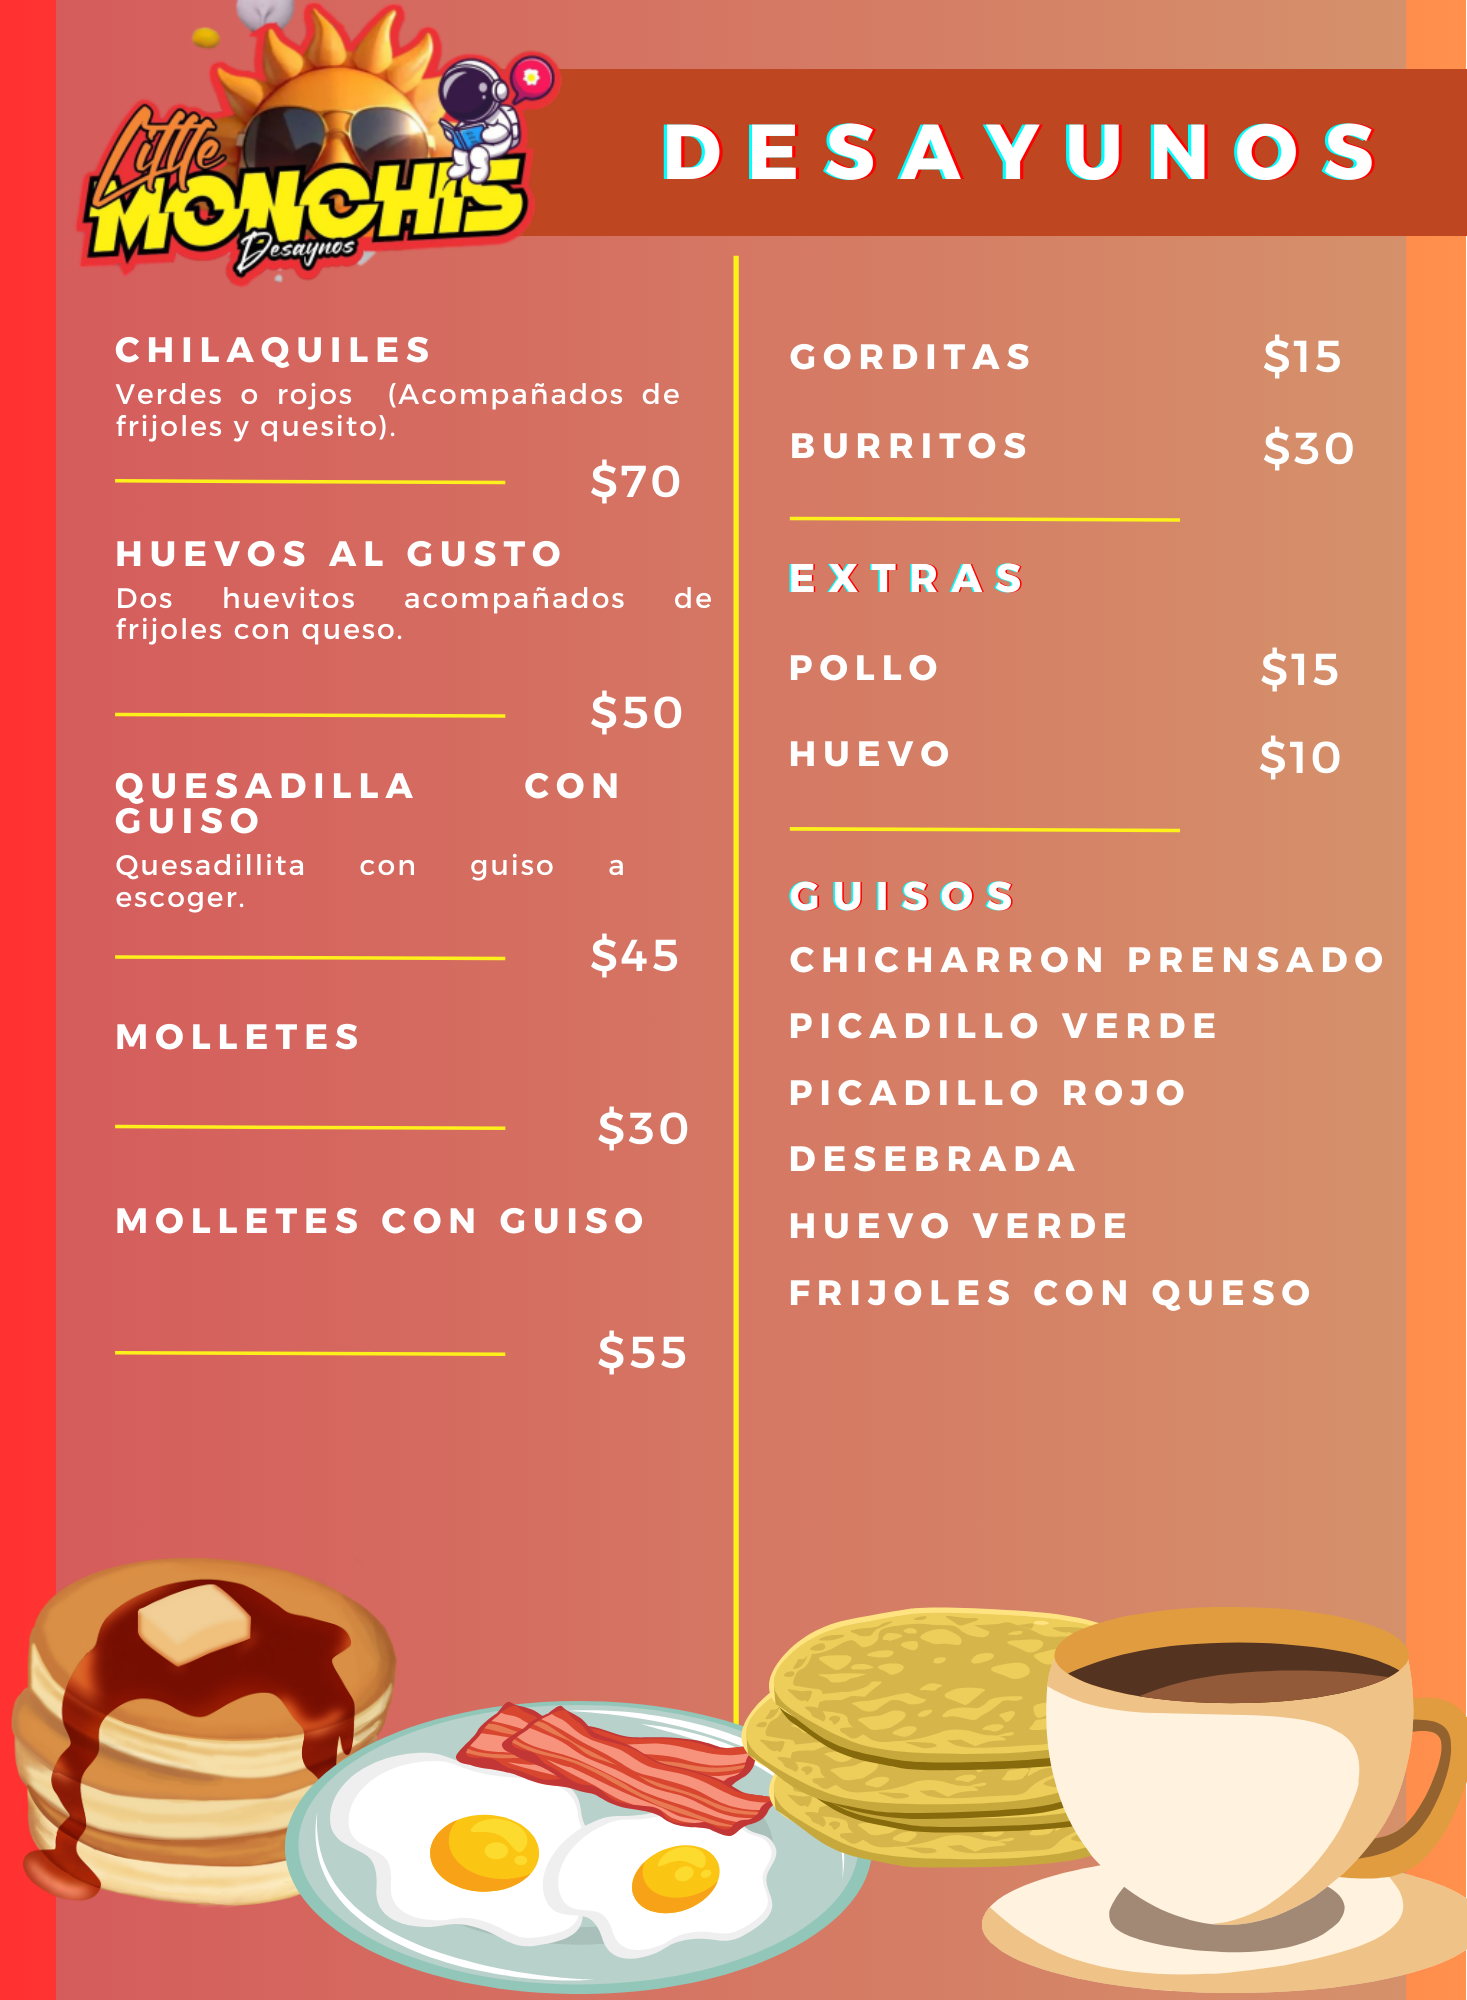 Little
MONCHIS
Desaynos
DESAYUNOS
CHILAQUILES
Verdes o rojos (Acompañados de
frijoles y quesito).
$70
HUEVOS AL GUSTO
Dos huevitos acompañados de
frijoles con queso.
$50
QUESADILLA CON
GUISO
Quesadillita con guiso a
escoger.
$45
MOLLETES
$30
MOLLETES CON GUISO
$55
GORDITAS $15
BURRITOS $30
EXTRAS
POLLO $15
HUEVO $10
GUISOS
CHICHARRON PRENSADO
PICADILLO VERDE
PICADILLO ROJO
DESEBRADA
HUEVO VERDE
FRIJOLES CON QUESO